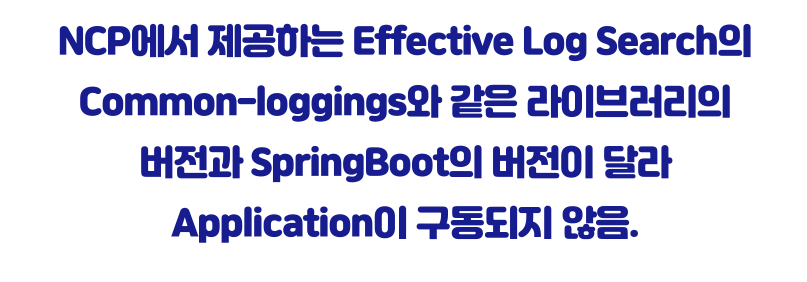 NCP에서 제공하는 Effective Log Search의
Common-loggings와 같은 라이브러리의
버전과 SpringBoot의 버전이 달라
Application이 구동되지 않음.